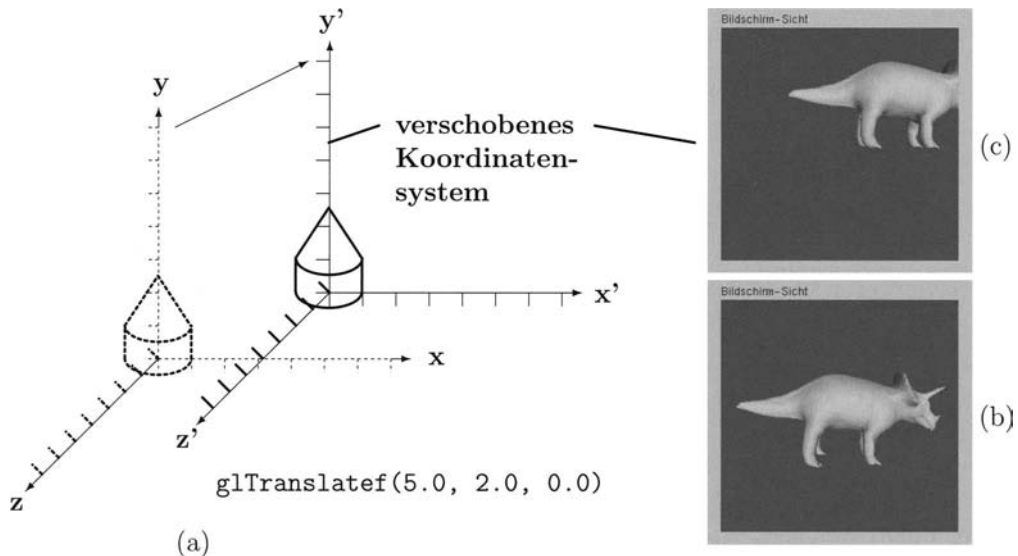 y'
y
verschobenes
Koordinaten-
system
x'
x
z'
z
glTranslatef(5.0, 2.0, 0.0)
(a)
Bildschirm-Sicht
(c)
Bildschirm-Sicht
(b)